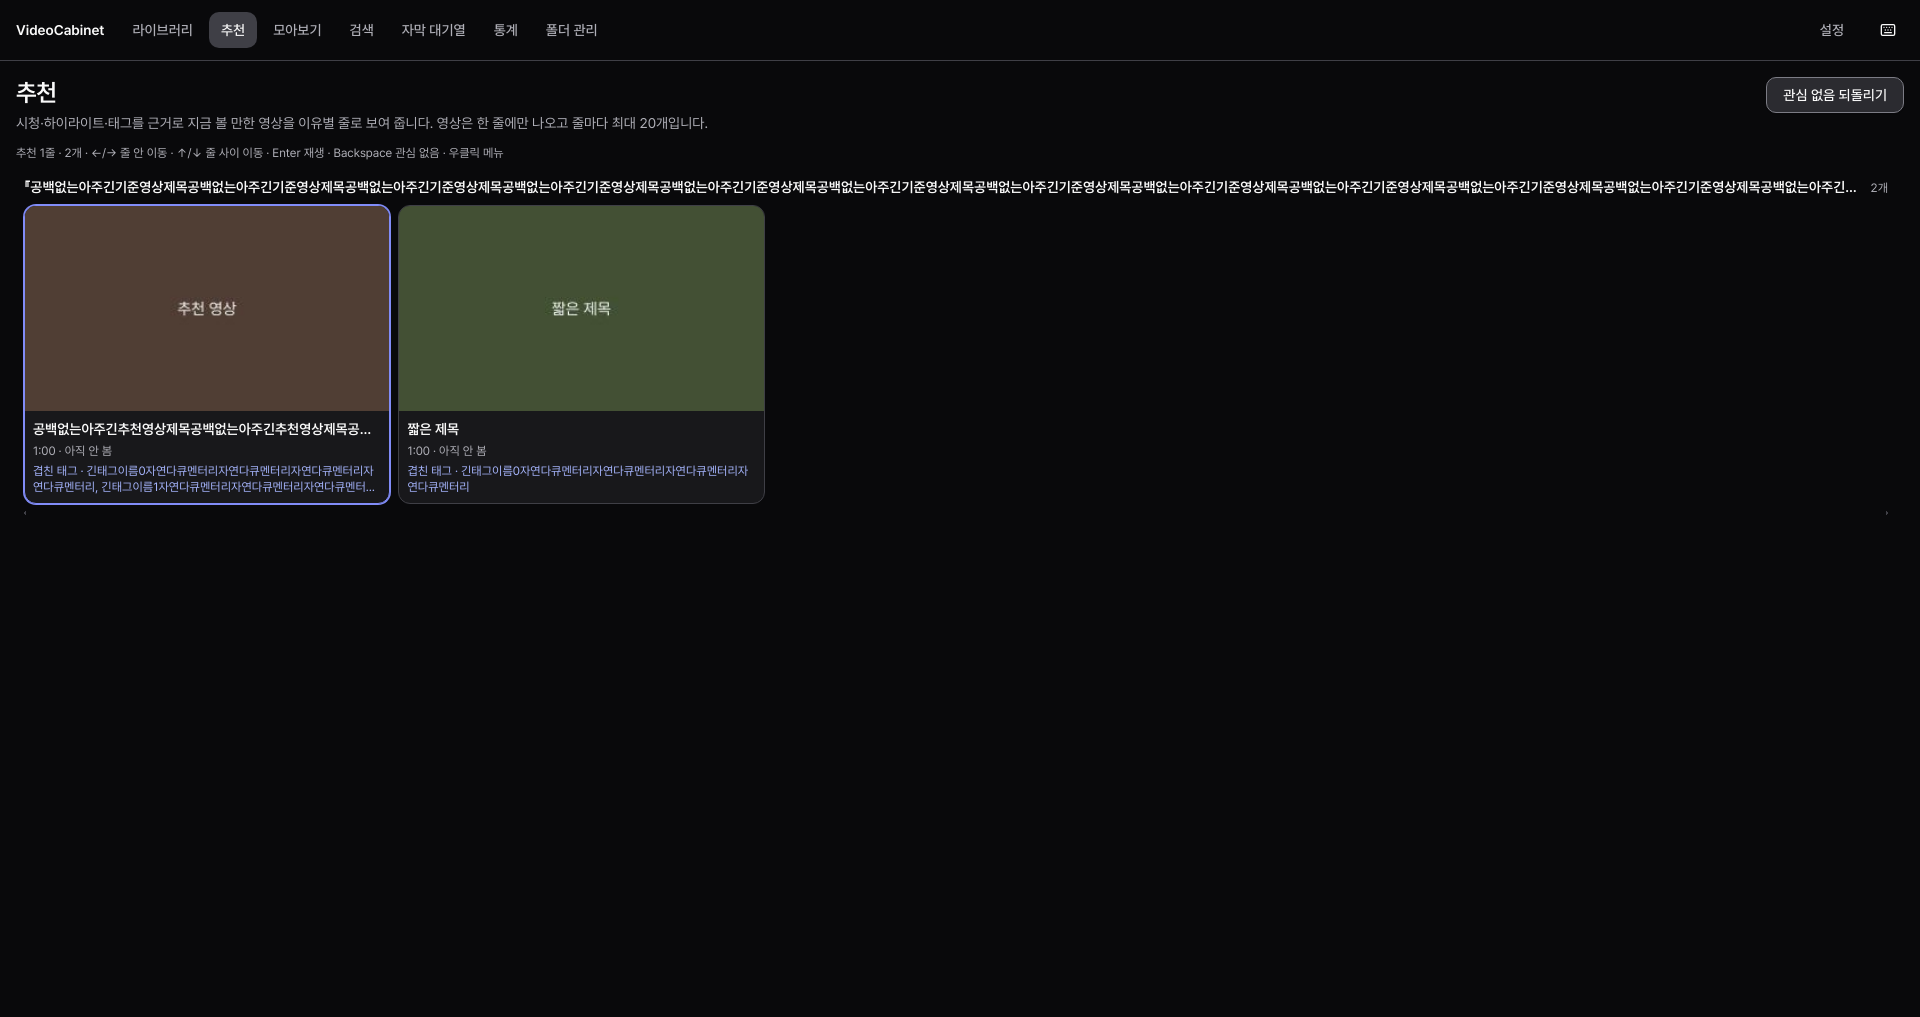 VideoCabinet 라이브러리 추천 모아보기 검색 자막 대기열 통계 폴더 관리 설정
추천
관심 없음 되돌리기
시청·하이라이트·태그를 근거로 지금 볼 만한 영상을 이유별 줄로 보여 줍니다. 영상은 한 줄에만 나오고 줄마다 최대 20개입니다.
추천 1줄 · 2개 · ←/→ 줄 안 이동 · ↑/↓ 줄 사이 이동 · Enter 재생 · Backspace 관심 없음 · 우클릭 메뉴
『공백없는아주긴기준영상제목공백없는아주긴기준영상제목공백없는아주긴기준영상제목공백없는아주긴기준영상제목공백없는아주긴기준영상제목공백없는아주긴기준영상제목공백없는아주긴기준영상제목공백없는아주긴기준영상제목공백없는아주긴기준영상제목공백없는아주긴기준영상제목공백없는아주긴기준영상제목공백없는아주긴... 2개
추천 영상
공백없는아주긴추천영상제목공백없는아주긴추천영상제목공...
1:00 · 아직 안 봄
겹친 태그 · 긴태그이름0자연다큐멘터리자연다큐멘터리자연다큐멘터리자
연다큐멘터리, 긴태그이름1자연다큐멘터리자연다큐멘터리자연다큐멘터...
짧은 제목
짧은 제목
1:00 · 아직 안 봄
겹친 태그 · 긴태그이름0자연다큐멘터리자연다큐멘터리자연다큐멘터리자
연다큐멘터리